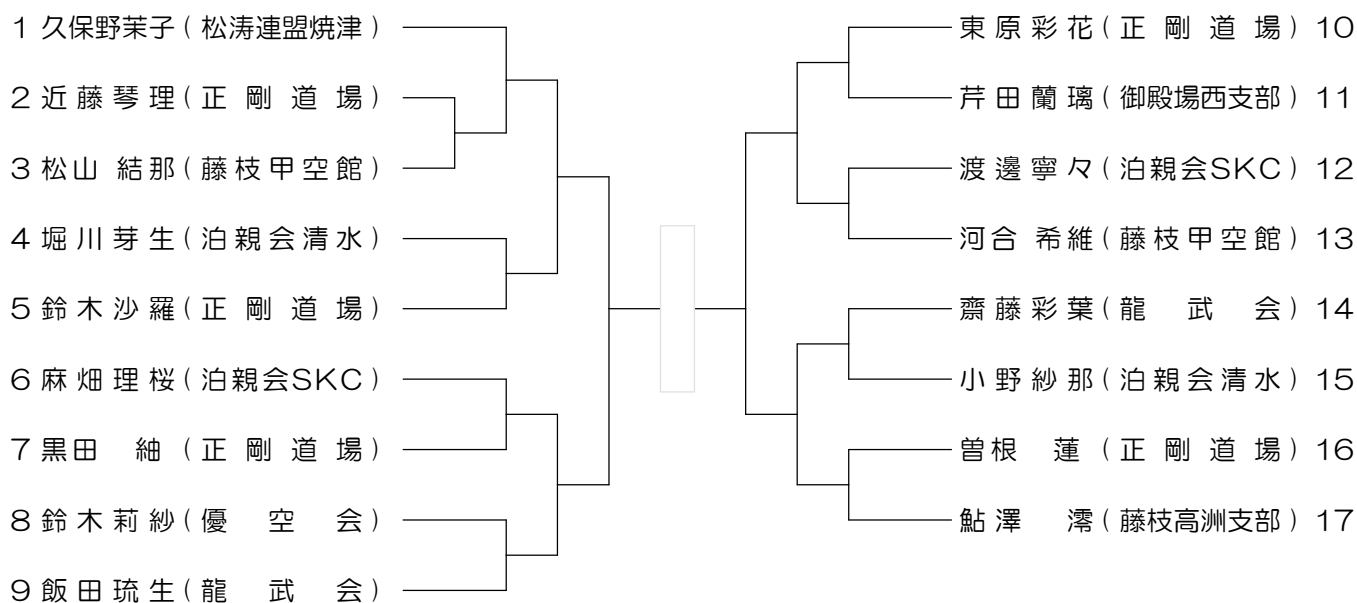 1 久保野茉子（松涛連盟焼津）
2 近藤琴理（正剛道場）
3 松山 結那（藤枝甲空館）
4 堀川芽生（泊親会清水）
5 鈴木沙羅（正剛道場）
6 麻畑理桜（泊親会SKC）
7 黒田 紬（正剛道場）
8 鈴木莉紗（優空会）
9 飯田琉生（龍武会）
東原彩花（正剛道場）10
芹田蘭璃（御殿場西支部）11
渡邊寧々（泊親会SKC）12
河合 希維（藤枝甲空館）13
齋藤彩葉（龍武会）14
小野紗那（泊親会清水）15
曽根 蓮（正剛道場）16
鮎澤 澪（藤枝高洲支部）17